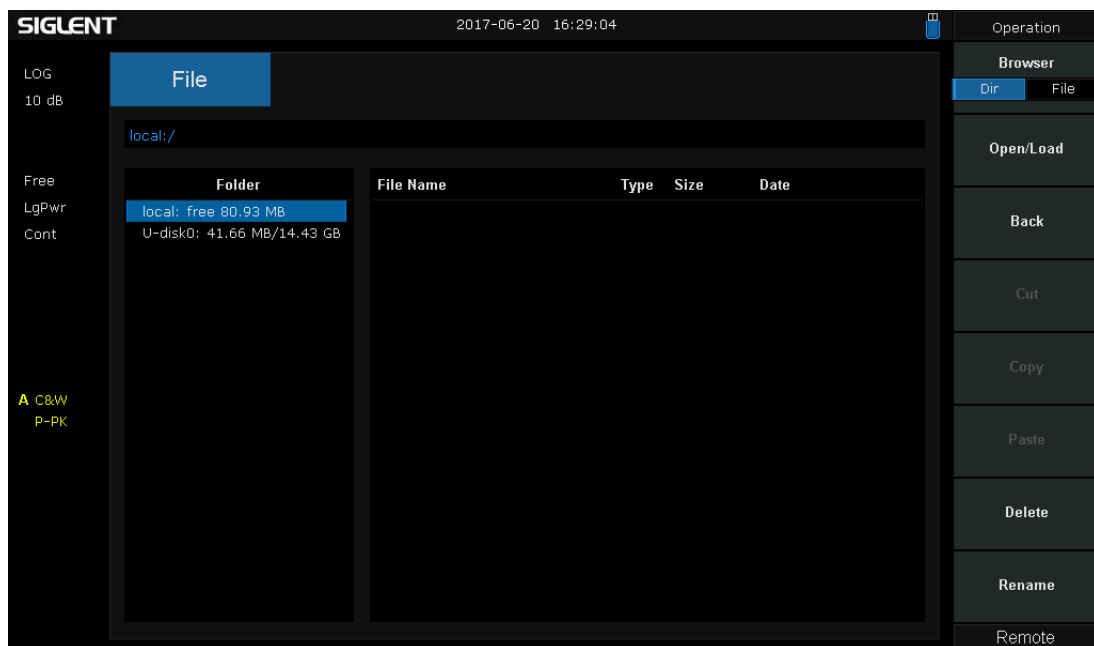 SIGLENT 2017-06-20 16:29:04
LOG
10 dB
Free
LgPwr
Cont
A C&W
P-PK
File
local:/
Folder
local: free 80.93 MB
U-disk0: 41.66 MB/14.43 GB
File Name Type Size Date
Operation
Browser
Dir File
Open/Load
Back
Cut
Copy
Paste
Delete
Rename
Remote